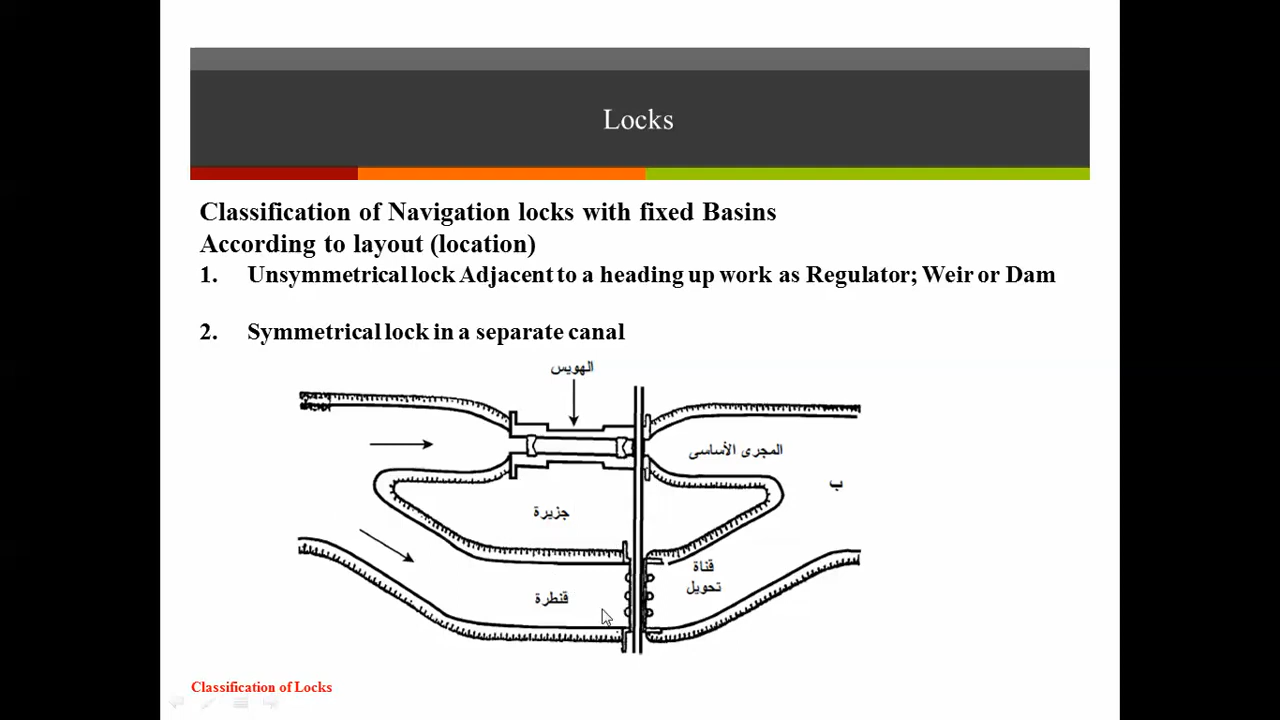 Locks
Classification of Navigation locks with fixed Basins
According to layout (location)
1. Unsymmetrical lock Adjacent to a heading up work as Regulator; Weir or Dam
2. Symmetrical lock in a separate canal
الهويس
المجرى الأساسى
ب
جزيرة
قناة
تحويل
قنطرة
Classification of Locks